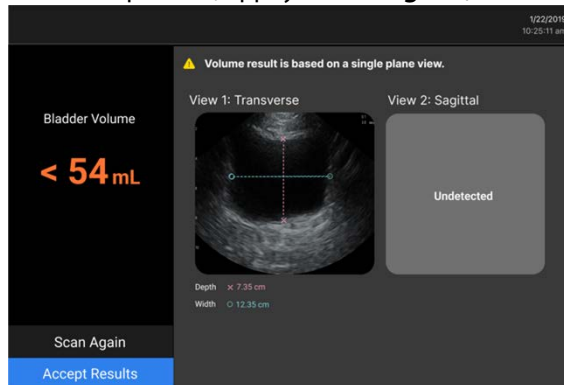 1/22/2019
10:25:11 am
Volume result is based on a single plane view.
Bladder Volume
< 54 mL
View 1: Transverse
View 2: Sagittal
Undetected
Depth × 7.35 cm
Width O 12.35 cm
Scan Again
Accept Results